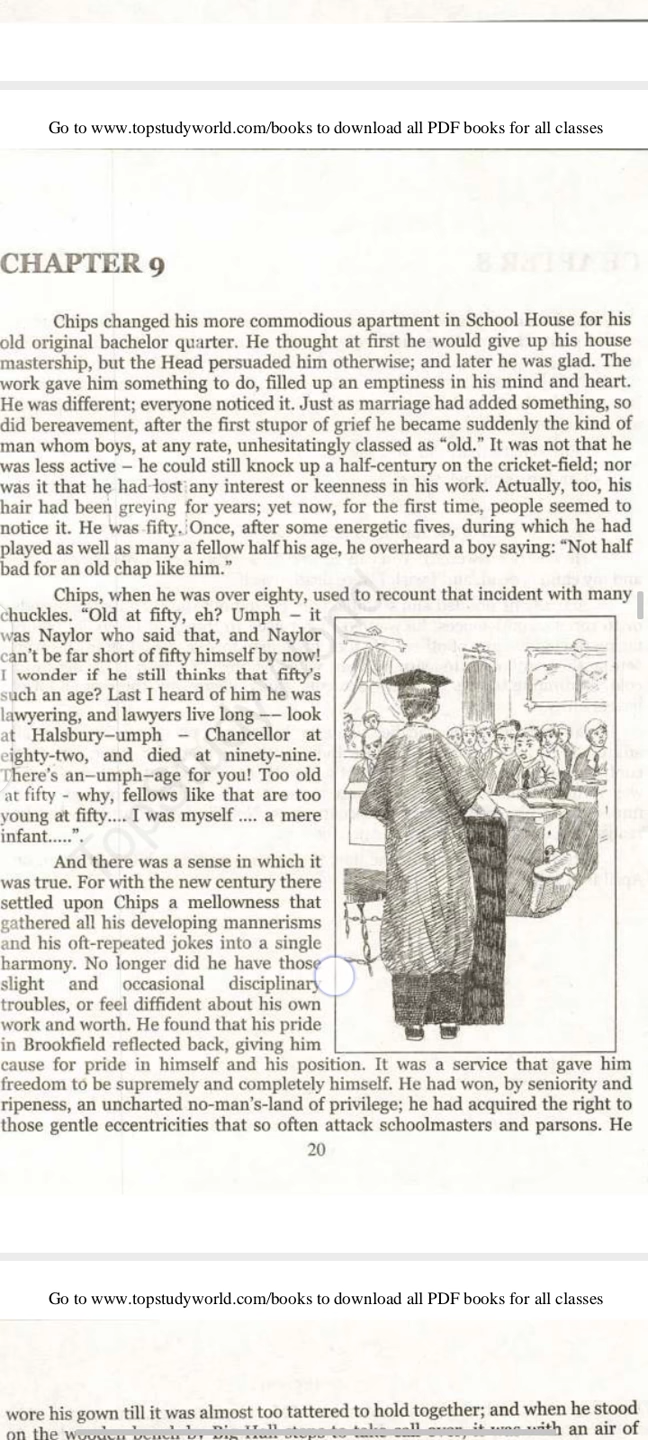 Go to www.topstudyworld.com/books to download all PDF books for all classes
CHAPTER 9
Chips changed his more commodious apartment in School House for his
old original bachelor quarter. He thought at first he would give up his house
mastership, but the Head persuaded him otherwise; and later he was glad. The
work gave him something to do, filled up an emptiness in his mind and heart.
He was different; everyone noticed it. Just as marriage had added something, so
did bereavement, after the first stupor of grief he became suddenly the kind of
man whom boys, at any rate, unhesitatingly classed as “old.” It was not that he
was less active – he could still knock up a half-century on the cricket-field; nor
was it that he had lost any interest or keenness in his work. Actually, too, his
hair had been greying for years; yet now, for the first time, people seemed to
notice it. He was fifty. Once, after some energetic fives, during which he had
played as well as many a fellow half his age, he overheard a boy saying: “Not half
bad for an old chap like him.”
Chips, when he was over eighty, used to recount that incident with many
chuckles. “Old at fifty, eh? Umph – it
was Naylor who said that, and Naylor
can’t be far short of fifty himself by now!
I wonder if he still thinks that fifty’s
such an age? Last I heard of him he was
lawyering, and lawyers live long –– look
at Halsbury–umph – Chancellor at
eighty-two, and died at ninety-nine.
There’s an–umph–age for you! Too old
at fifty - why, fellows like that are too
young at fifty.... I was myself .... a mere
infant.....”.
And there was a sense in which it
was true. For with the new century there
settled upon Chips a mellowness that
gathered all his developing mannerisms
and his oft-repeated jokes into a single
harmony. No longer did he have those
slight and occasional disciplinary
troubles, or feel diffident about his own
work and worth. He found that his pride
in Brookfield reflected back, giving him
cause for pride in himself and his position. It was a service that gave him
freedom to be supremely and completely himself. He had won, by seniority and
ripeness, an uncharted no-man’s-land of privilege; he had acquired the right to
those gentle eccentricities that so often attack schoolmasters and parsons. He
20
Go to www.topstudyworld.com/books to download all PDF books for all classes
wore his gown till it was almost too tattered to hold together; and when he stood
on the wooden bench by Big Hall steps to take call-over, it was with an air of